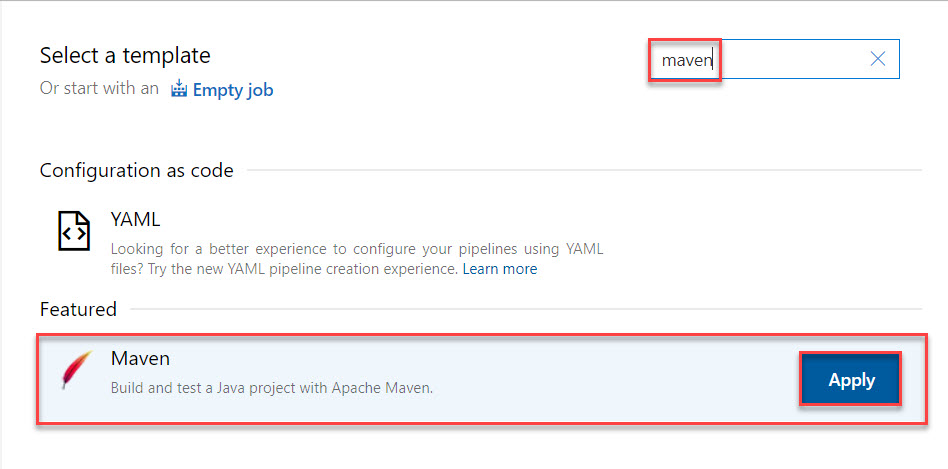 Select a template
maven
Or start with an Empty job
Configuration as code
YAML
Looking for a better experience to configure your pipelines using YAML
files? Try the new YAML pipeline creation experience. Learn more
Featured
Maven
Build and test a Java project with Apache Maven.
Apply